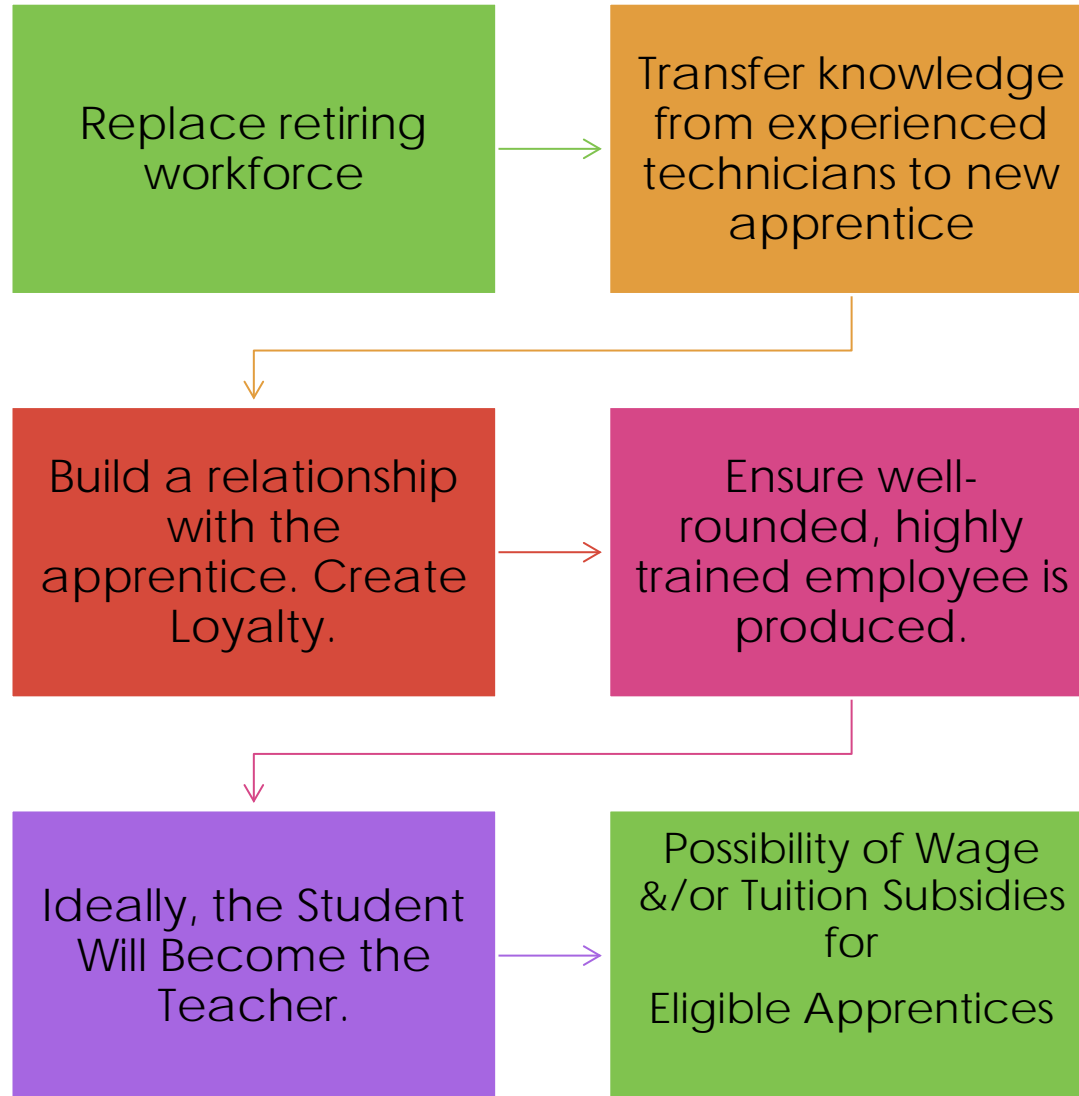 Replace retiring
workforce
Transfer knowledge
from experienced
technicians to new
apprentice
Build a relationship
with the
apprentice. Create
Loyalty.
Ensure well-
rounded, highly
trained employee is
produced.
Ideally, the Student
Will Become the
Teacher.
Possibility of Wage
&/or Tuition Subsidies
for
Eligible Apprentices